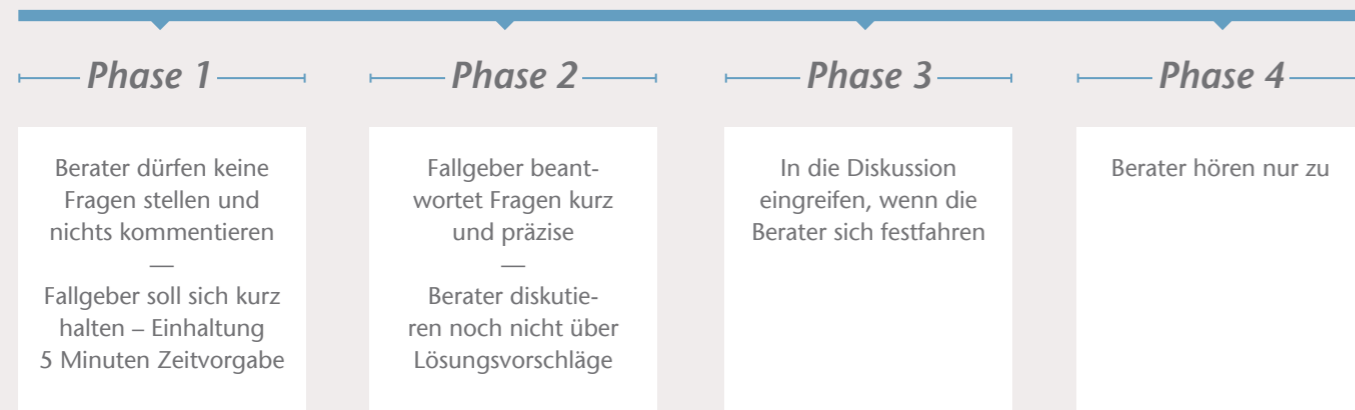 Phase 1
Berater dürfen keine
Fragen stellen und
nichts kommentieren
—
Fallgeber soll sich kurz
halten – Einhaltung
5 Minuten Zeitvorgabe
Phase 2
Fallgeber beant-
wortet Fragen kurz
und präzise
—
Berater diskutie-
ren noch nicht über
Lösungsvorschläge
Phase 3
In die Diskussion
eingreifen, wenn die
Berater sich festfahren
Phase 4
Berater hören nur zu